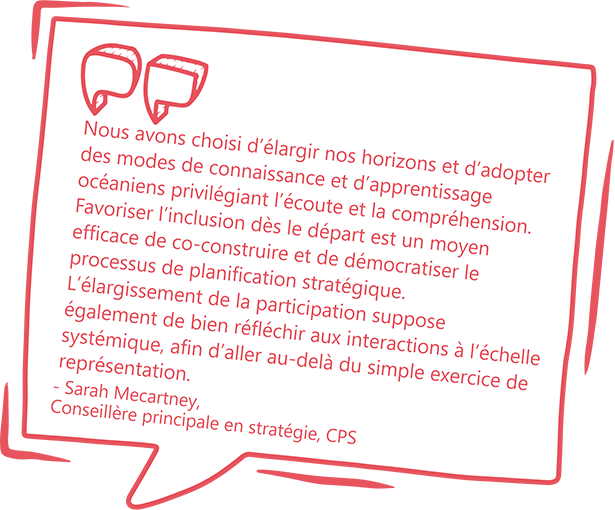 Nous avons choisi d’élargir nos horizons et d’adopter
des modes de connaissance et d’apprentissage
océaniens privilégiant l’écoute et la compréhension.
Favoriser l’inclusion dès le départ est un moyen
efficace de co-construire et de démocratiser le
processus de planification stratégique.
L’élargissement de la participation suppose
également de bien réfléchir aux interactions à l’échelle
systémique, afin d’aller au-delà du simple exercice de
représentation.
- Sarah Mecartney,
Conseillère principale en stratégie, CPS